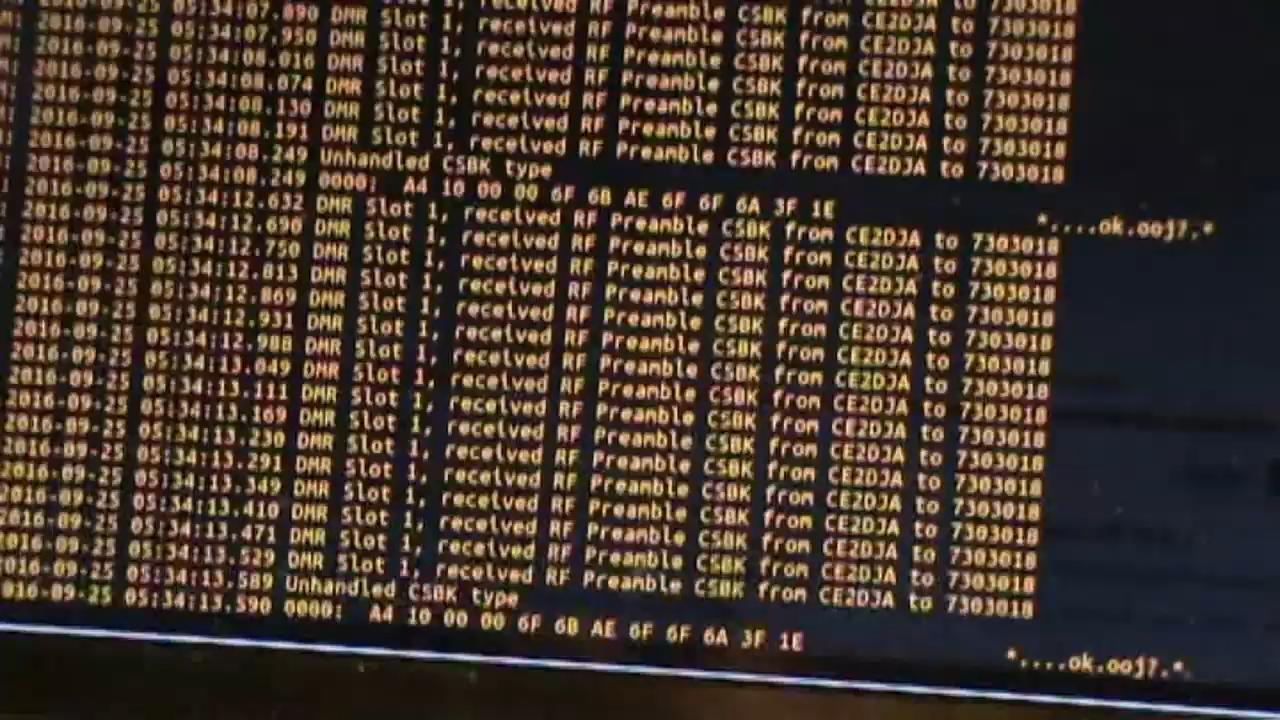 05:34:07.890 DMR Slot 1, received RF Preamble CSBK from CE2DJA to 7303018
2016-09-25 05:34:07.950 DMR Slot 1, received RF Preamble CSBK from CE2DJA to 7303018
2016-09-25 05:34:08.016 DMR Slot 1, received RF Preamble CSBK from CE2DJA to 7303018
2016-09-25 05:34:08.074 DMR Slot 1, received RF Preamble CSBK from CE2DJA to 7303018
2016-09-25 05:34:08.130 DMR Slot 1, received RF Preamble CSBK from CE2DJA to 7303018
2016-09-25 05:34:08.191 DMR Slot 1, received RF Preamble CSBK from CE2DJA to 7303018
2016-09-25 05:34:08.249 Unhandled CSBK type
2016-09-25 05:34:08.249 0000: A4 10 00 00 6F 6B AE 6F 6F 6A 3F 1E *....ok.ooj?.*
2016-09-25 05:34:12.632 DMR Slot 1, received RF Preamble CSBK from CE2DJA to 7303018
2016-09-25 05:34:12.690 DMR Slot 1, received RF Preamble CSBK from CE2DJA to 7303018
2016-09-25 05:34:12.750 DMR Slot 1, received RF Preamble CSBK from CE2DJA to 7303018
2016-09-25 05:34:12.813 DMR Slot 1, received RF Preamble CSBK from CE2DJA to 7303018
2016-09-25 05:34:12.869 DMR Slot 1, received RF Preamble CSBK from CE2DJA to 7303018
2016-09-25 05:34:12.931 DMR Slot 1, received RF Preamble CSBK from CE2DJA to 7303018
2016-09-25 05:34:12.988 DMR Slot 1, received RF Preamble CSBK from CE2DJA to 7303018
2016-09-25 05:34:13.049 DMR Slot 1, received RF Preamble CSBK from CE2DJA to 7303018
2016-09-25 05:34:13.111 DMR Slot 1, received RF Preamble CSBK from CE2DJA to 7303018
2016-09-25 05:34:13.169 DMR Slot 1, received RF Preamble CSBK from CE2DJA to 7303018
2016-09-25 05:34:13.230 DMR Slot 1, received RF Preamble CSBK from CE2DJA to 7303018
2016-09-25 05:34:13.291 DMR Slot 1, received RF Preamble CSBK from CE2DJA to 7303018
2016-09-25 05:34:13.349 DMR Slot 1, received RF Preamble CSBK from CE2DJA to 7303018
2016-09-25 05:34:13.410 DMR Slot 1, received RF Preamble CSBK from CE2DJA to 7303018
2016-09-25 05:34:13.471 DMR Slot 1, received RF Preamble CSBK from CE2DJA to 7303018
016-09-25 05:34:13.529 DMR Slot 1, received RF Preamble CSBK from CE2DJA to 7303018
016-09-25 05:34:13.589 Unhandled CSBK type
016-09-25 05:34:13.590 0000: A4 10 00 00 6F 6B AE 6F 6F 6A 3F 1E *....ok.ooj?.*